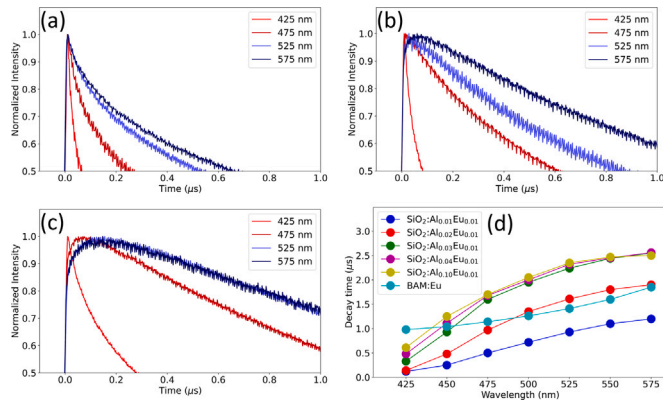 (a)
425 nm
475 nm
525 nm
575 nm
Normalized Intensity
1.0
0.9
0.8
0.7
0.6
0.5
0.0 0.2 0.4 0.6 0.8 1.0
Time (μs)
(b)
425 nm
475 nm
525 nm
575 nm
Normalized Intensity
1.0
0.9
0.8
0.7
0.6
0.5
0.0 0.2 0.4 0.6 0.8 1.0
Time (μs)
(c)
425 nm
475 nm
525 nm
575 nm
Normalized Intensity
1.0
0.9
0.8
0.7
0.6
0.5
0.0 0.2 0.4 0.6 0.8 1.0
Time (μs)
(d)
SiO₂:Al₀.₀₁Eu₀.₀₁
SiO₂:Al₀.₀₁Eu₀.₀₁
SiO₂:Al₀.₀₁Eu₀.₀₁
SiO₂:Al₀.₀₁Eu₀.₀₁
SiO₂:Al₀.₁₀Eu₀.₀₁
BAM:Eu
Decay time (μs)
3.0
2.5
2.0
1.5
1.0
0.5
0.0
425 450 475 500 525 550 575
Wavelength (nm)